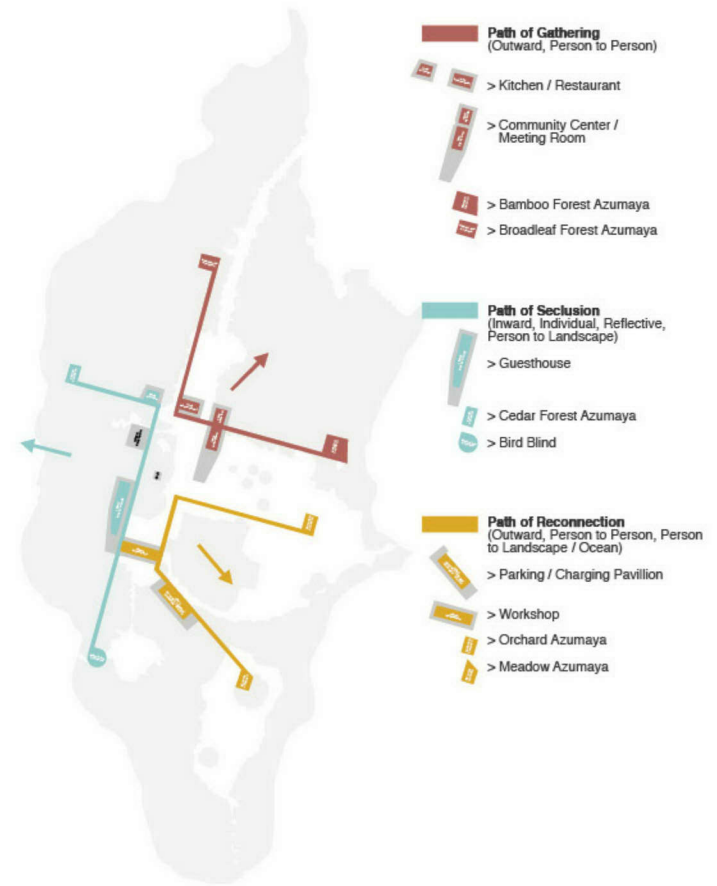 Path of Gathering
(Outward, Person to Person)
> Kitchen / Restaurant
> Community Center /
Meeting Room
> Bamboo Forest Azumaya
> Broadleaf Forest Azumaya
Path of Seclusion
(Inward, Individual, Reflective,
Person to Landscape)
> Guesthouse
> Cedar Forest Azumaya
> Bird Blind
Path of Reconnection
(Outward, Person to Person, Person
to Landscape / Ocean)
> Parking / Charging Pavillion
> Workshop
> Orchard Azumaya
> Meadow Azumaya